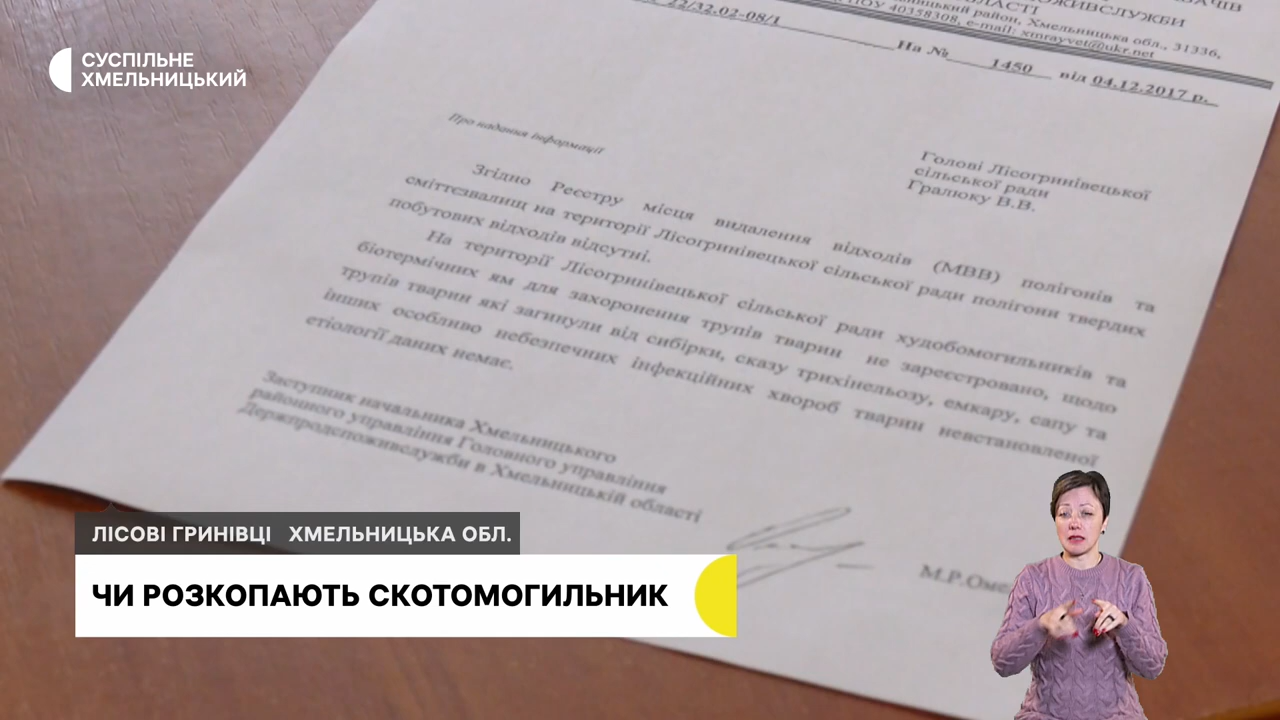 СУСПІЛЬНЕ
ХМЕЛЬНИЦЬКИЙ
ОБЛАСТІ
40358308, e-mail: xmrayvet@ukr.net
район, Хмельницька обл., 31336,
22/32.02-08/1 На № 1450 від 04.12.2017 р.
Про надання інформації
Голові Лісогринівецької
сільської ради
Гралюку В.В.
Згідно Реєстру місця видалення відходів (МВВ) полігонів та
сміттєзвалищ на території Лісогринівецької сільської ради полігони твердих
побутових відходів відсутні.
На території Лісогринівецької сільської ради худобомогильників та
біотермічних ям для захоронення трупів тварин не зареєстровано, щодо
трупів тварин які загинули від сибірки, сказу трихінельозу, емкару, сапу та
інших особливо небезпечних інфекційних хвороб тварин невстановленої
етіології даних немає.
Заступник начальника Хмельницького
районного управління Головного управління
Держпродспоживслужби в Хмельницькій області
ЛІСОВІ ГРИНІВЦІ ХМЕЛЬНИЦЬКА ОБЛ.
ЧИ РОЗКОПАЮТЬ СКОТОМОГИЛЬНИК